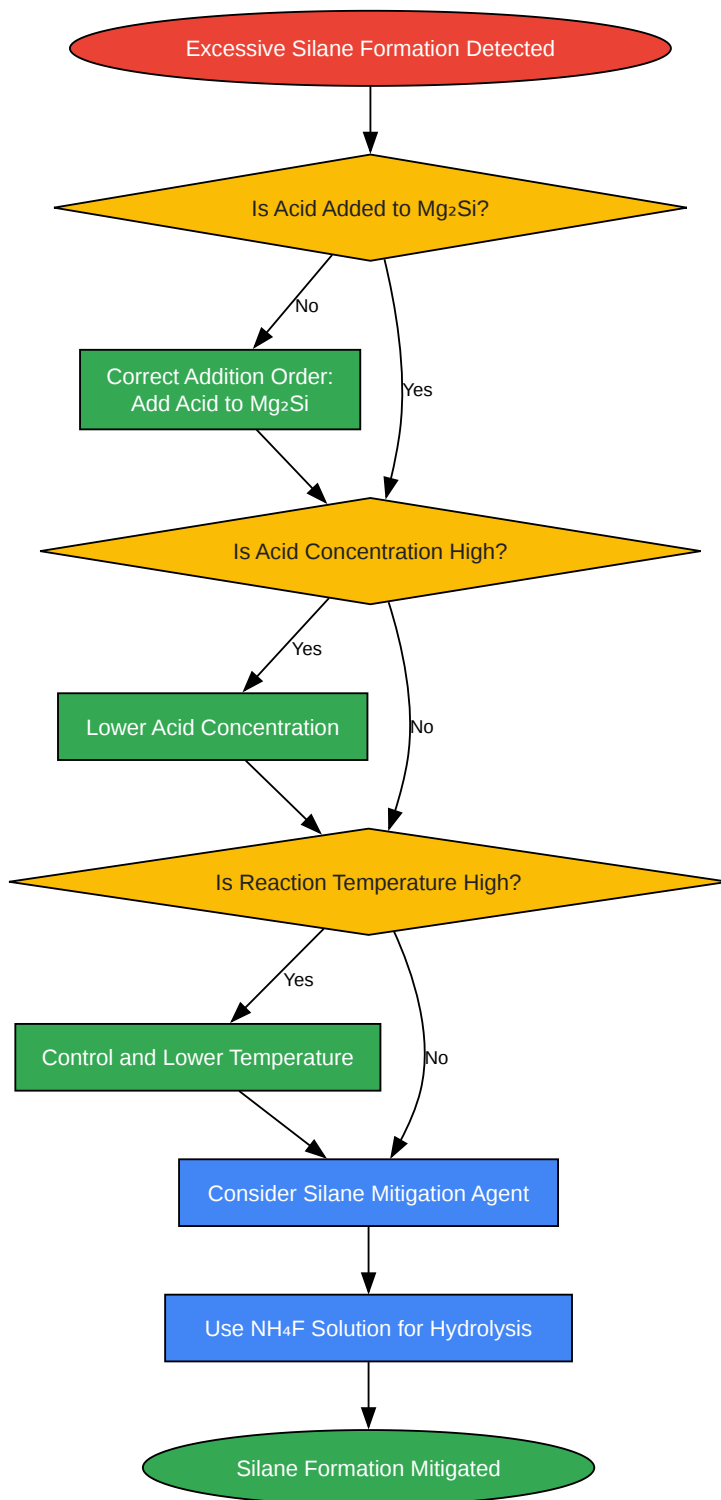 Excessive Silane Formation Detected
Is Acid Added to Mg₂Si?
No
Correct Addition Order:
Add Acid to Mg₂Si
Yes
Is Acid Concentration High?
Yes
Lower Acid Concentration
No
Is Reaction Temperature High?
Yes
Control and Lower Temperature
No
Consider Silane Mitigation Agent
Use NH₄F Solution for Hydrolysis
Silane Formation Mitigated